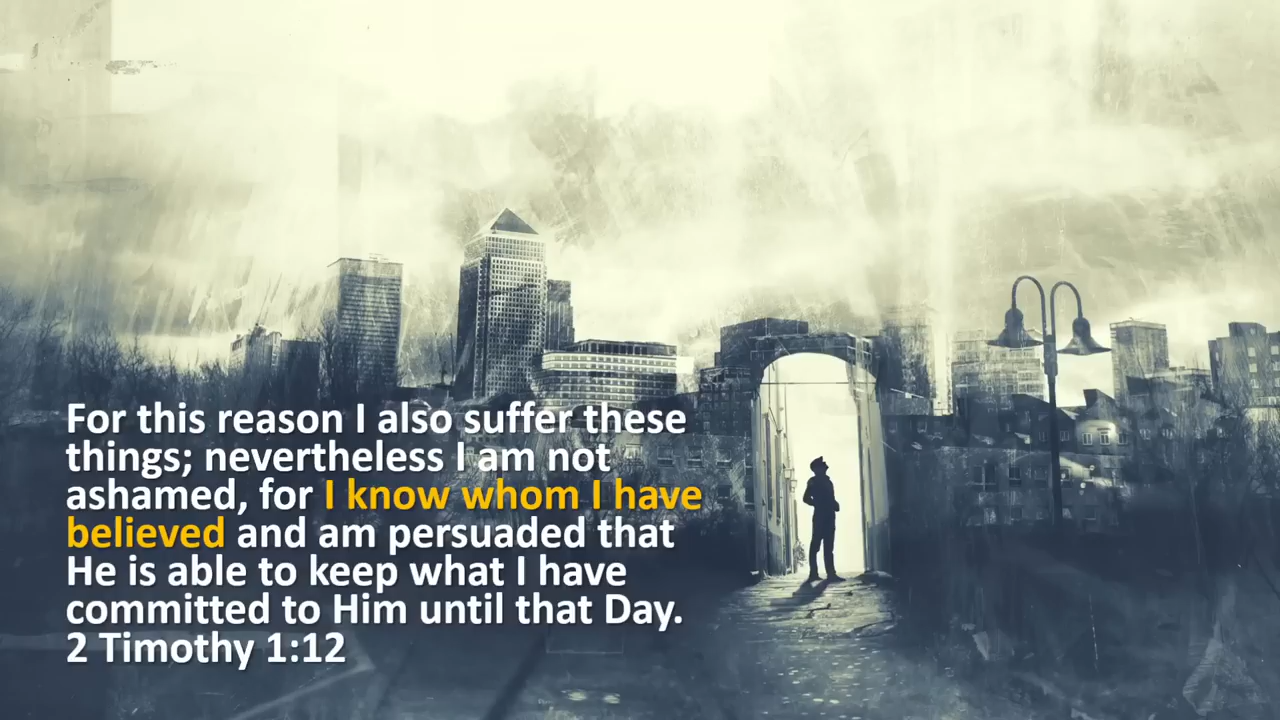 For this reason I also suffer these
things; nevertheless I am not
ashamed, for I know whom I have
believed and am persuaded that
He is able to keep what I have
committed to Him until that Day.
2 Timothy 1:12